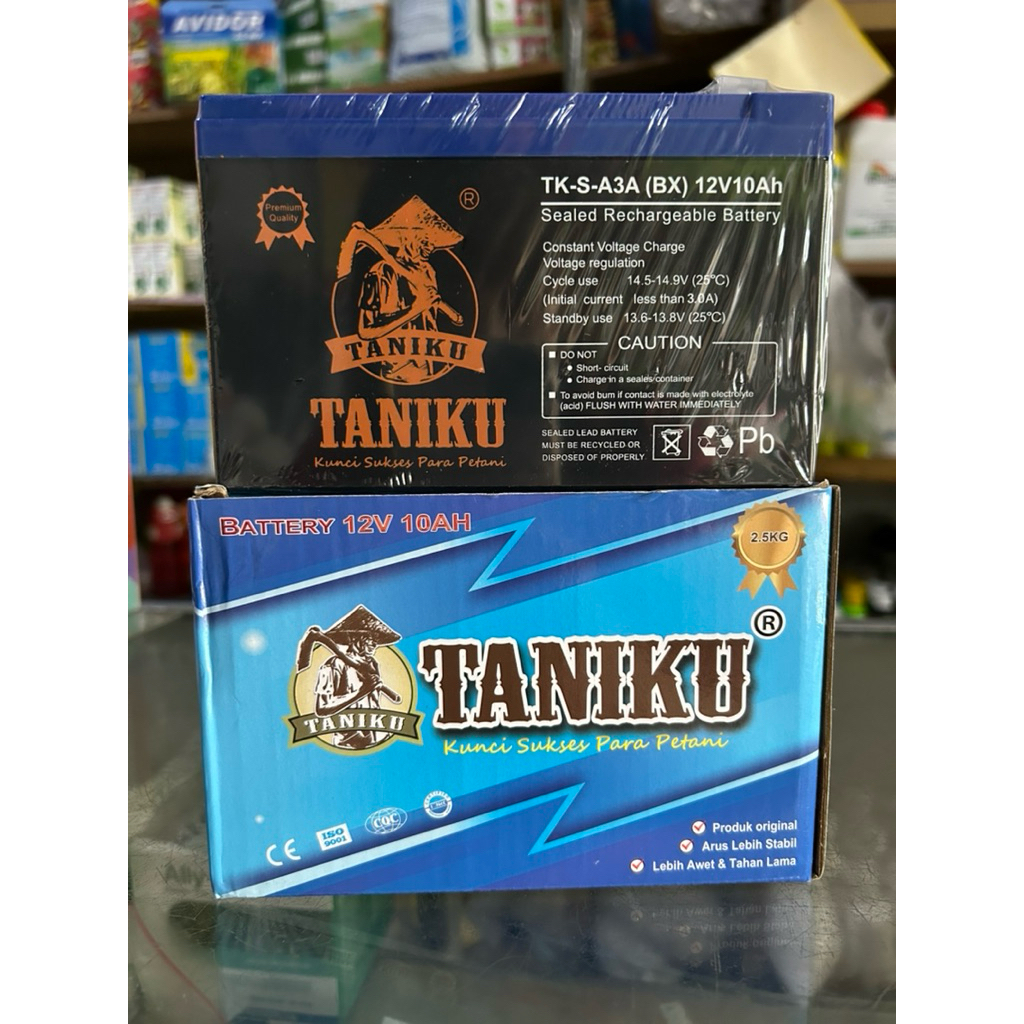 AVIDOR
Premium
Quality
®
TANIKU
TANIKU
Kunci Sukses Para Petani
TK-S-A3A (BX) 12V10Ah
Sealed Rechargeable Battery
Constant Voltage Charge
Voltage regulation
Cycle use 14.5-14.9V (25℃)
(Initial current less than 3.0A)
Standby use 13.6-13.8V (25℃)
CAUTION
DO NOT
Short- circuit
Charge in a seales container
To avoid burn if contact is made with electrolyte
(acid) FLUSH WITH WATER IMMEDIATELY
SEALED LEAD BATTERY
MUST BE RECYCLED OR
DISPOSED OF PROPERLY
Pb
BATTERY 12V 10AH
2.5KG
TANIKU
TANIKU ®
Kunci Sukses Para Petani
CE
ISO
9001
CQC
Produk original
Arus Lebih Stabil
Lebih Awet & Tahan Lama